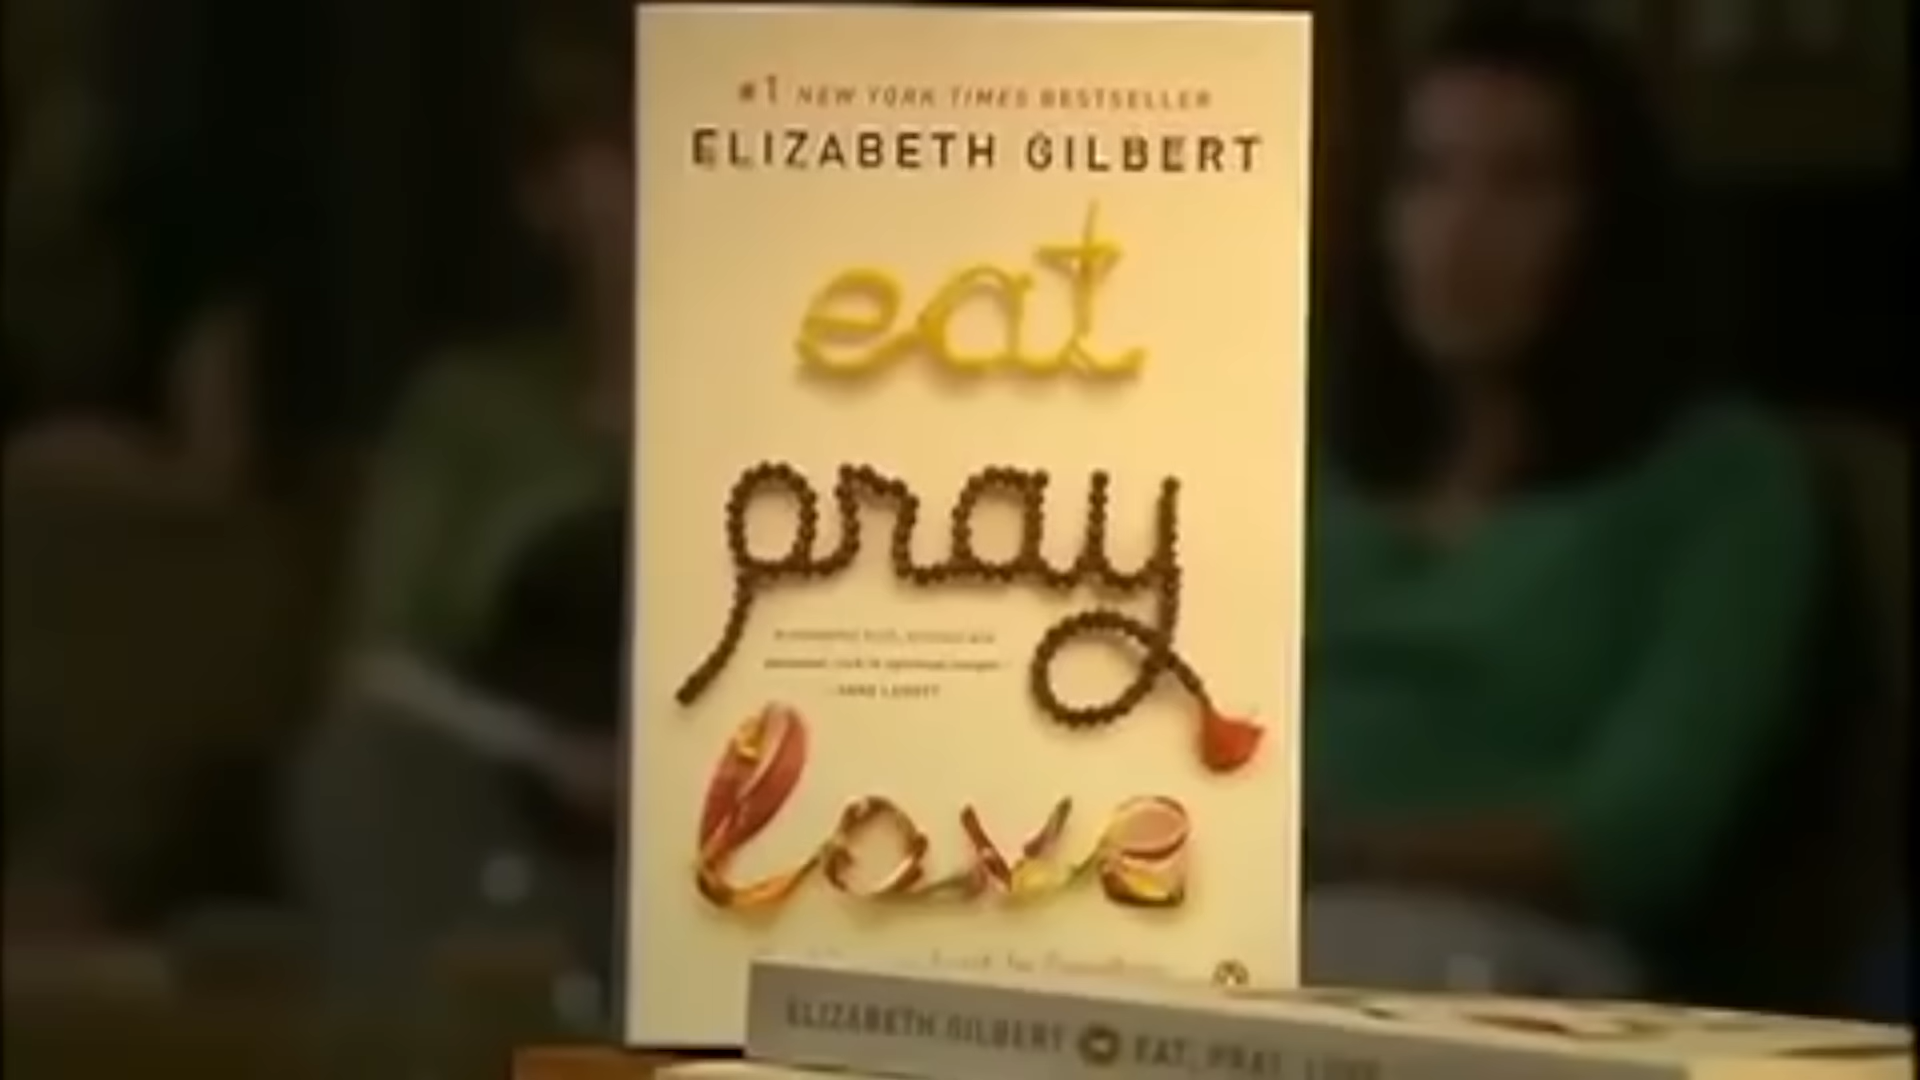 #1 NEW YORK TIMES BESTSELLER
ELIZABETH GILBERT
eat
pray
love
ELIZABETH GILBERT EAT, PRAY, LOVE